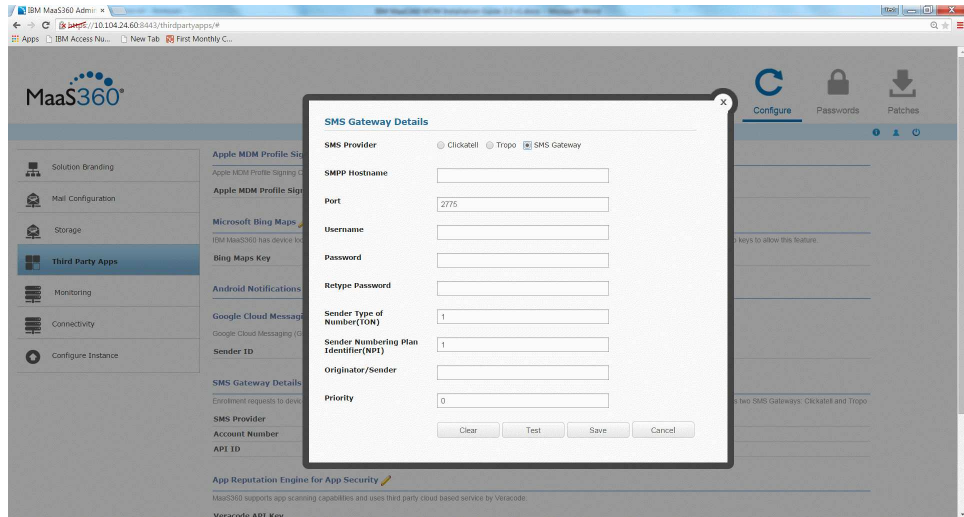 IBM MaaS360 Admin
https://10.104.24.60:8443/thirdpartyapps/#
Apps IBM Access Nu... New Tab First Monthly C...
MaaS360
Configure Passwords Patches
Solution Branding
Mail Configuration
Storage
Third Party Apps
Monitoring
Connectivity
Configure Instance
Apple MDM Profile Sig
Apple MDM Profile Signing C
Apple MDM Profile Sign
Microsoft Bing Maps
IBM MaaS360 has device loc
keys to allow this feature.
Bing Maps Key
Android Notifications
Google Cloud Messagi
Google Cloud Messaging (G
Sender ID
SMS Gateway Details
Enrollment requests to devic
s two SMS Gateways: Clickatell and Tropo
SMS Provider
Account Number
API ID
App Reputation Engine for App Security
MaaS360 supports app scanning capabilities and uses third party cloud based service by Veracode.
Veracode API Key
X
SMS Gateway Details
SMS Provider Clickatell Tropo SMS Gateway
SMPP Hostname
Port 2775
Username
Password
Retype Password
Sender Type of
Number(TON) 1
Sender Numbering Plan
Identifier(NPI) 1
Originator/Sender
Priority 0
Clear Test Save Cancel